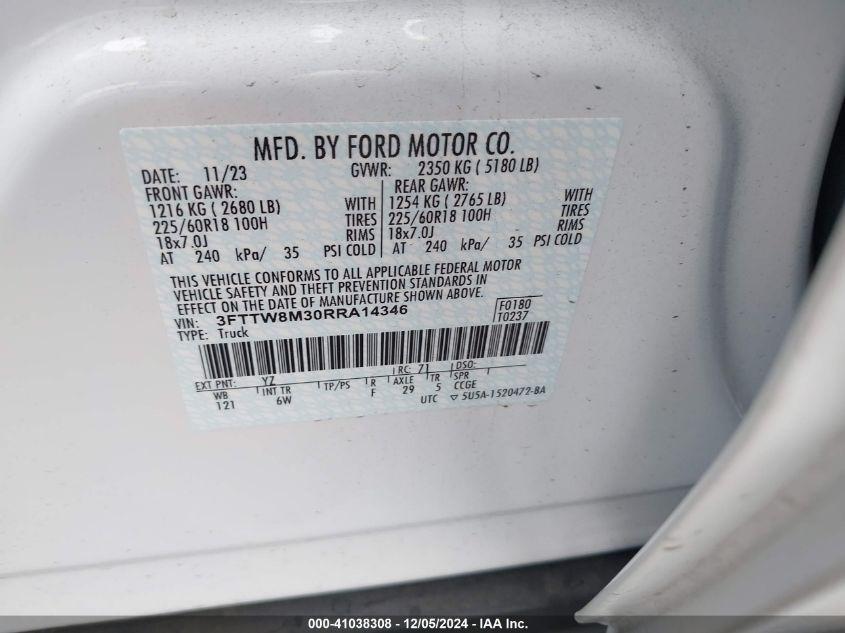 MFD. BY FORD MOTOR CO.
DATE: 11/23 GVWR: 2350 KG ( 5180 LB)
FRONT GAWR:
1216 KG ( 2680 LB) WITH
225/60R18 100H TIRES
18x7.0J RIMS
AT 240 kPa/ 35 PSI COLD
REAR GAWR:
1254 KG ( 2765 LB) WITH
225/60R18 100H TIRES
18x7.0J RIMS
AT 240 kPa/ 35 PSI COLD
THIS VEHICLE CONFORMS TO ALL APPLICABLE FEDERAL MOTOR
VEHICLE SAFETY AND THEFT PREVENTION STANDARDS IN
EFFECT ON THE DATE OF MANUFACTURE SHOWN ABOVE.
VIN: 3FTTW8M30RRA14346
TYPE: Truck
F0180
T0237
EXT PNT: YZ RC: 71 DSO:
WB INT TR TP/PS R AXLE TR SPR
121 6W F 29 5 CCGE
UTC ▽ 5U5A-1520472-BA
000-41038308 - 12/05/2024 - IAA Inc.